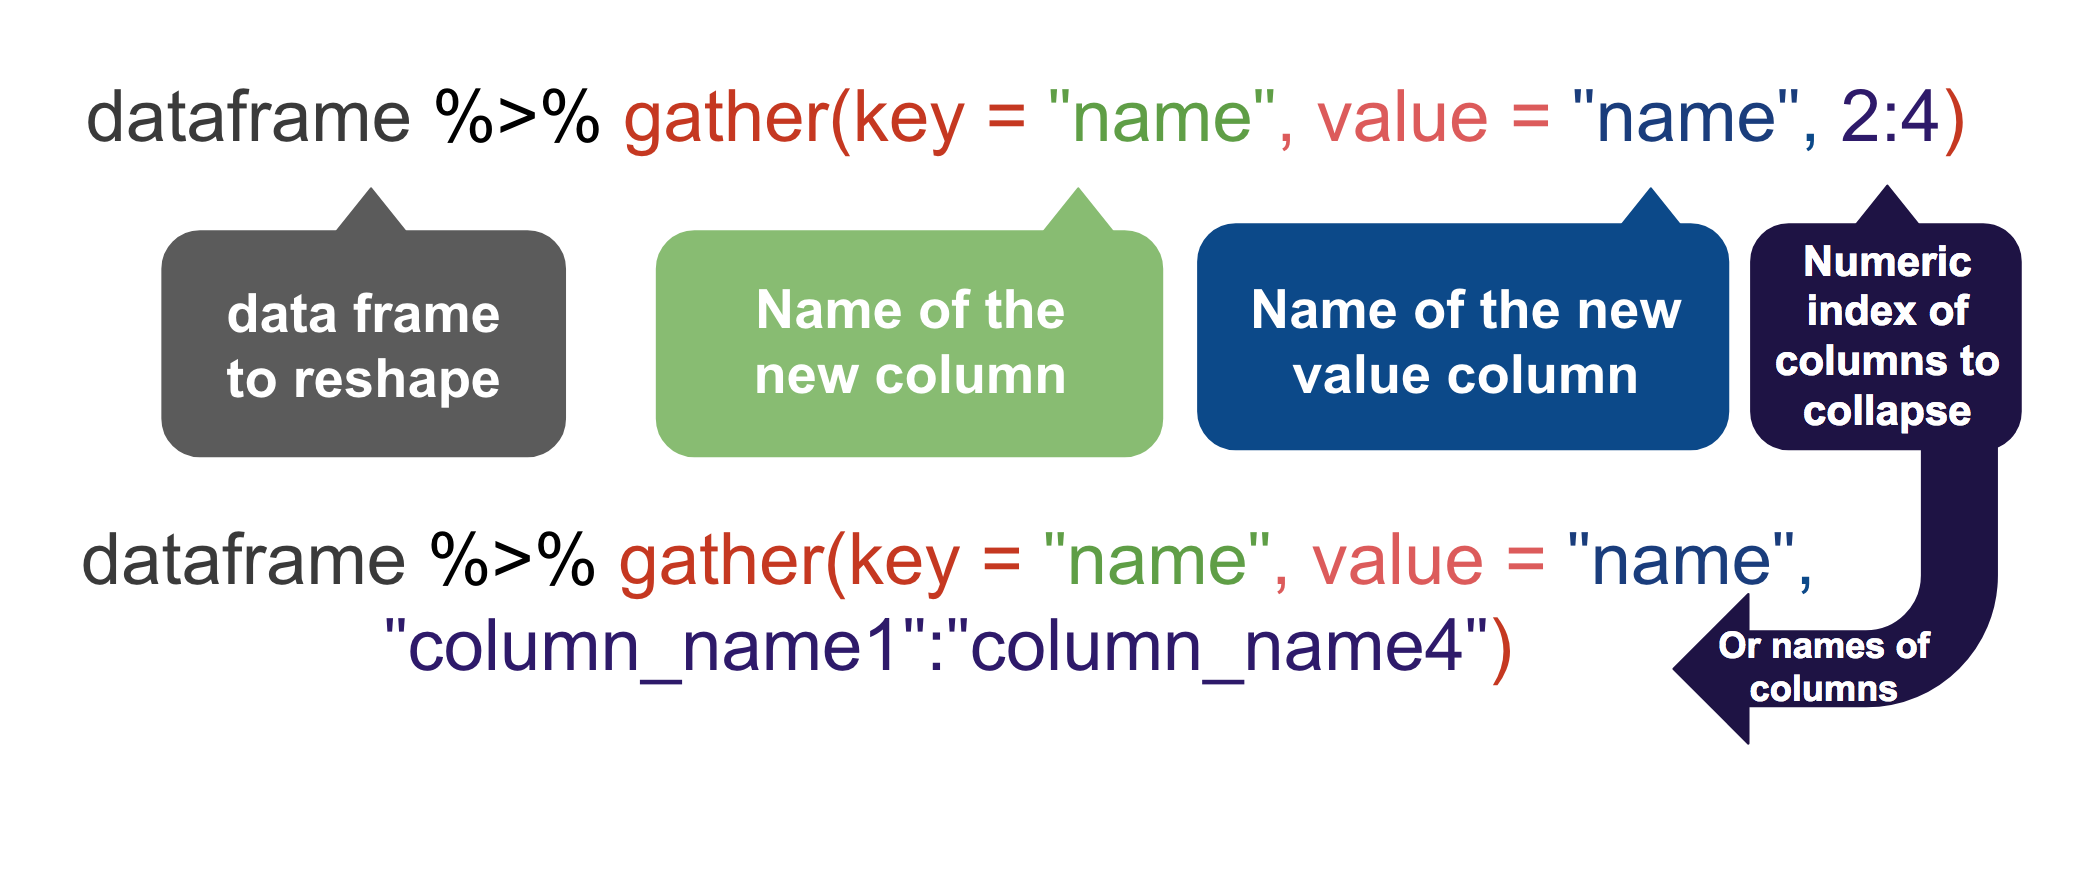 dataframe %>% gather(key = "name", value = "name", 2:4)
data frame
to reshape
Name of the
new column
Name of the new
value column
Numeric
index of
columns to
collapse
dataframe %>% gather(key = "name", value = "name",
"column_name1":"column_name4")
Or names of
columns